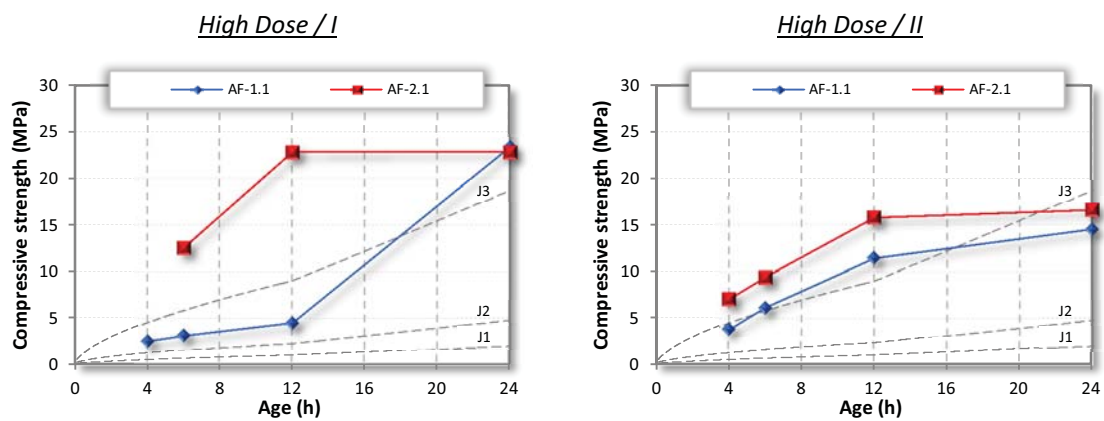 High Dose / I
AF-1.1 AF-2.1
Compressive strength (MPa)
30
25
20
15
10
5
0
J3
J2
J1
0 4 8 12 16 20 24
Age (h)
High Dose / II
AF-1.1 AF-2.1
Compressive strength (MPa)
30
25
20
15
10
5
0
J3
J2
J1
0 4 8 12 16 20 24
Age (h)